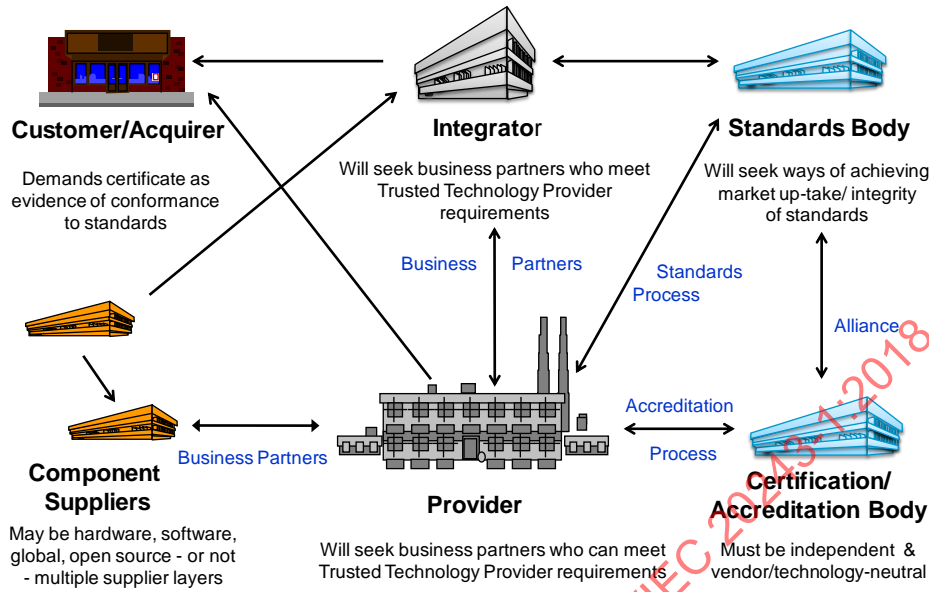 Customer/Acquirer
Demands certificate as
evidence of conformance
to standards
Integrator
Will seek business partners who meet
Trusted Technology Provider
requirements
Standards Body
Will seek ways of achieving
market up-take/ integrity
of standards
Business Partners
Standards
Process
Alliance
Accreditation
Process
Business Partners
Component
Suppliers
May be hardware, software,
global, open source - or not
- multiple supplier layers
Provider
Will seek business partners who can meet
Trusted Technology Provider requirements
Certification/
Accreditation Body
Must be independent &
vendor/technology-neutral
IEC 20243-1:2018